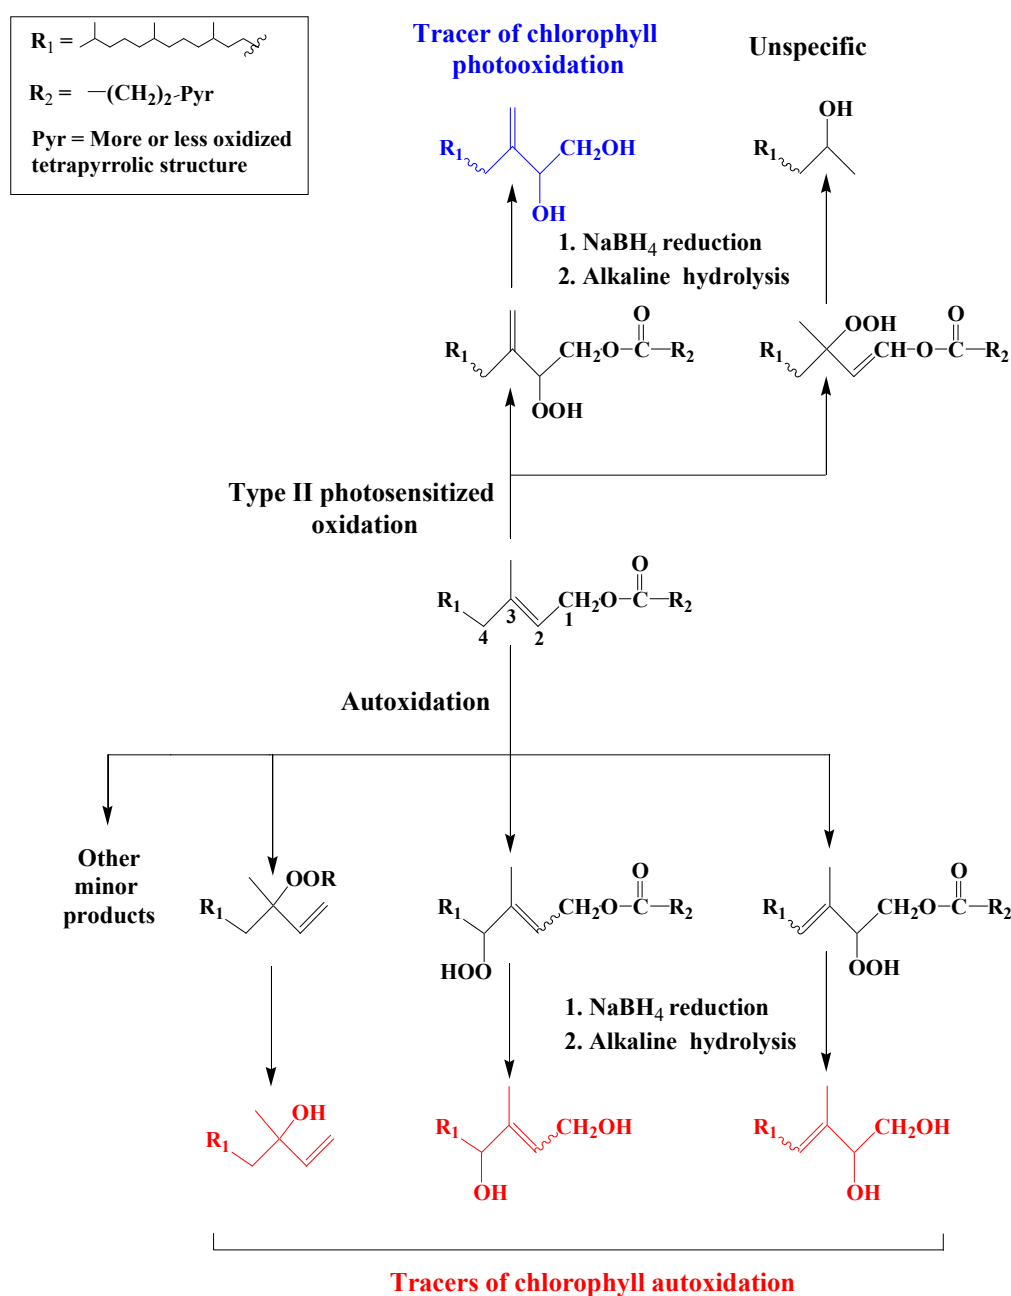 R1 =
R2 = —(CH2)2-Pyr
Pyr = More or less oxidized
tetrapyrrolic structure
Tracer of chlorophyll
photooxidation
Unspecific
R1
CH2OH
OH
OH
R1
1. NaBH4 reduction
2. Alkaline hydrolysis
R1
CH2O–C–R2
O
OOH
R1
OOH
CH–O–C–R2
O
Type II photosensitized
oxidation
R1
4
3
2
1
CH2O–C–R2
O
Autoxidation
Other
minor
products
R1
OOR
R1
HOO
CH2O–C–R2
O
R1
OOH
CH2O–C–R2
O
1. NaBH4 reduction
2. Alkaline hydrolysis
R1
OH
R1
OH
CH2OH
R1
OH
CH2OH
Tracers of chlorophyll autoxidation